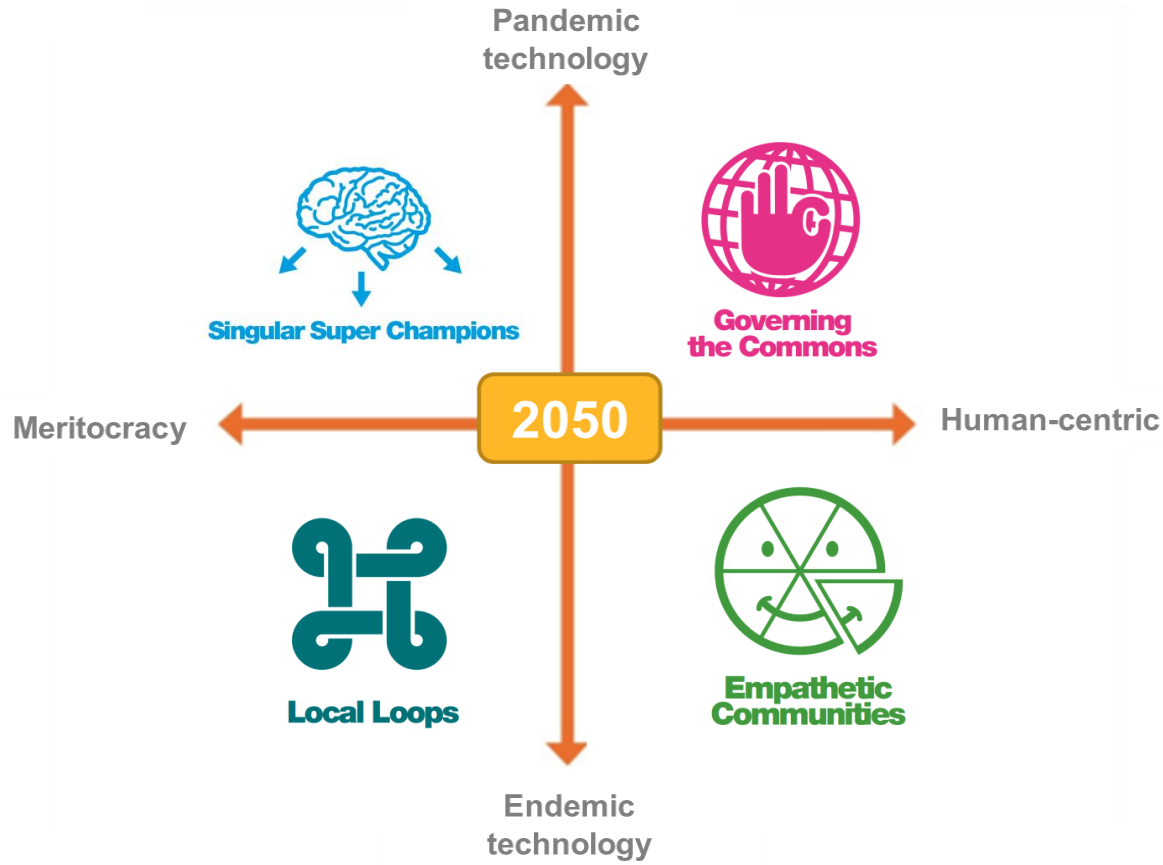 Pandemic
technology
Singular Super Champions
Governing
the Commons
Meritocracy
2050
Human-centric
Local Loops
Empathetic
Communities
Endemic
technology